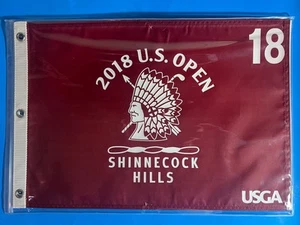 18
2018 U.S. OPEN
SHINNECOCK
HILLS
USGA